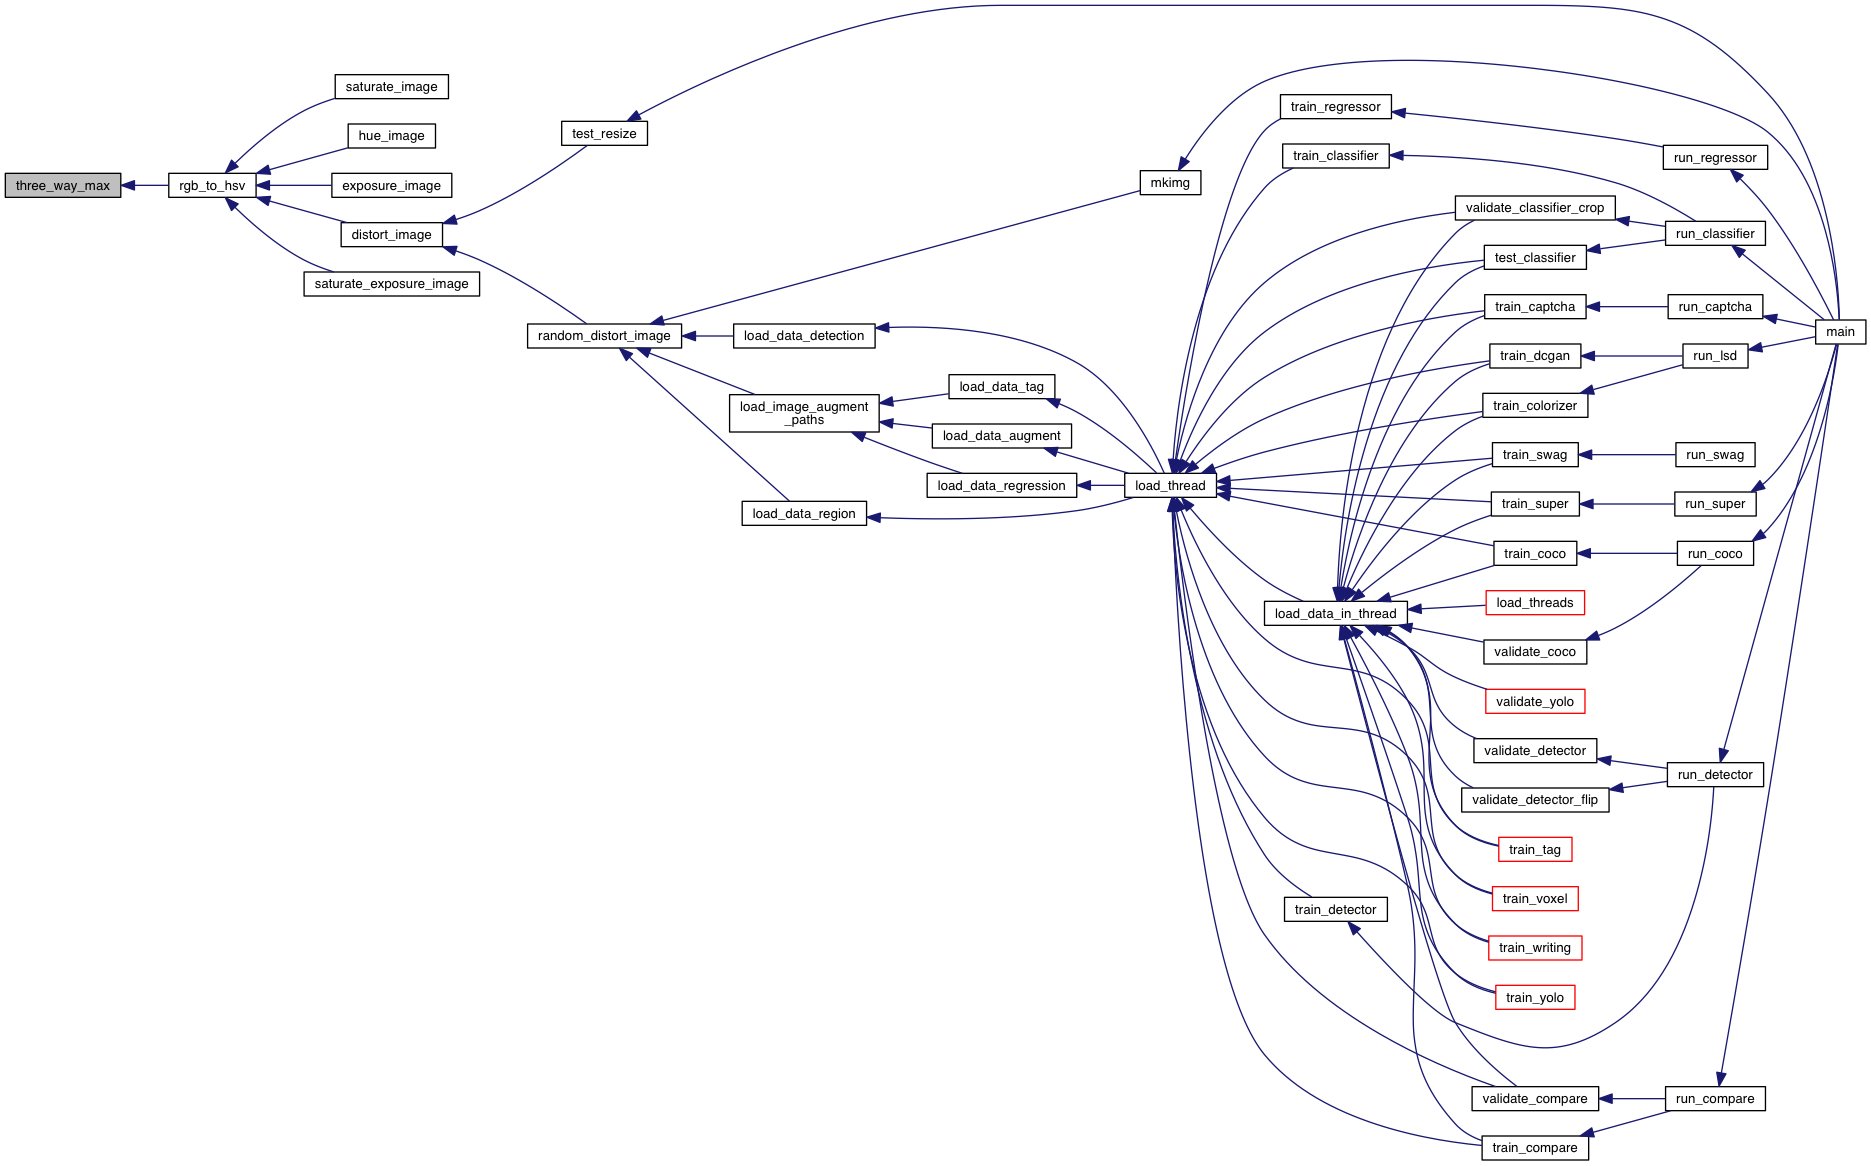 three_way_max
rgb_to_hsv
saturate_image
hue_image
exposure_image
distort_image
saturate_exposure_image
test_resize
random_distort_image
mkimg
load_data_detection
load_image_augment
_paths
load_data_region
load_data_tag
load_data_augment
load_data_regression
load_thread
train_regressor
train_classifier
load_data_in_thread
train_detector
validate_classifier_crop
test_classifier
train_captcha
train_dcgan
train_colorizer
train_swag
train_super
train_coco
load_threads
validate_coco
validate_yolo
validate_detector
validate_detector_flip
train_tag
train_voxel
train_writing
train_yolo
validate_compare
train_compare
run_regressor
run_classifier
run_captcha
run_lsd
run_swag
run_super
run_coco
run_detector
run_compare
main